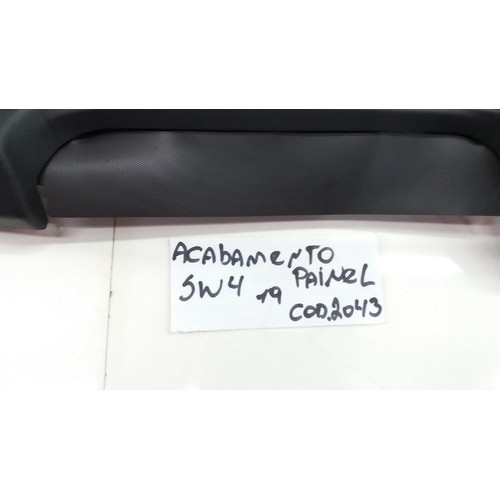 ACABAMENTO
SW4 19 PAINEL
COD.2043